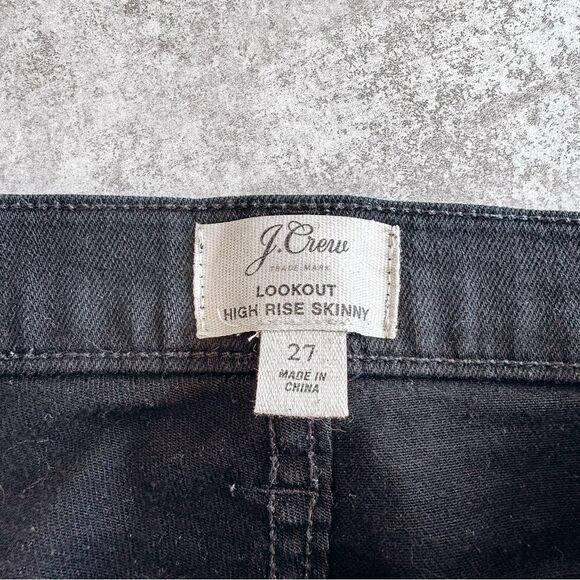 J.Crew
TRADE MARK
LOOKOUT
HIGH RISE SKINNY
27
MADE IN
CHINA